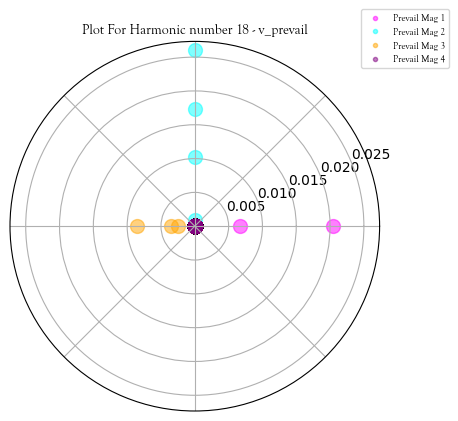 Plot For Harmonic number 18 - v_prevail
Prevail Mag 1
Prevail Mag 2
Prevail Mag 3
Prevail Mag 4
0.025
0.020
0.015
0.010
0.005